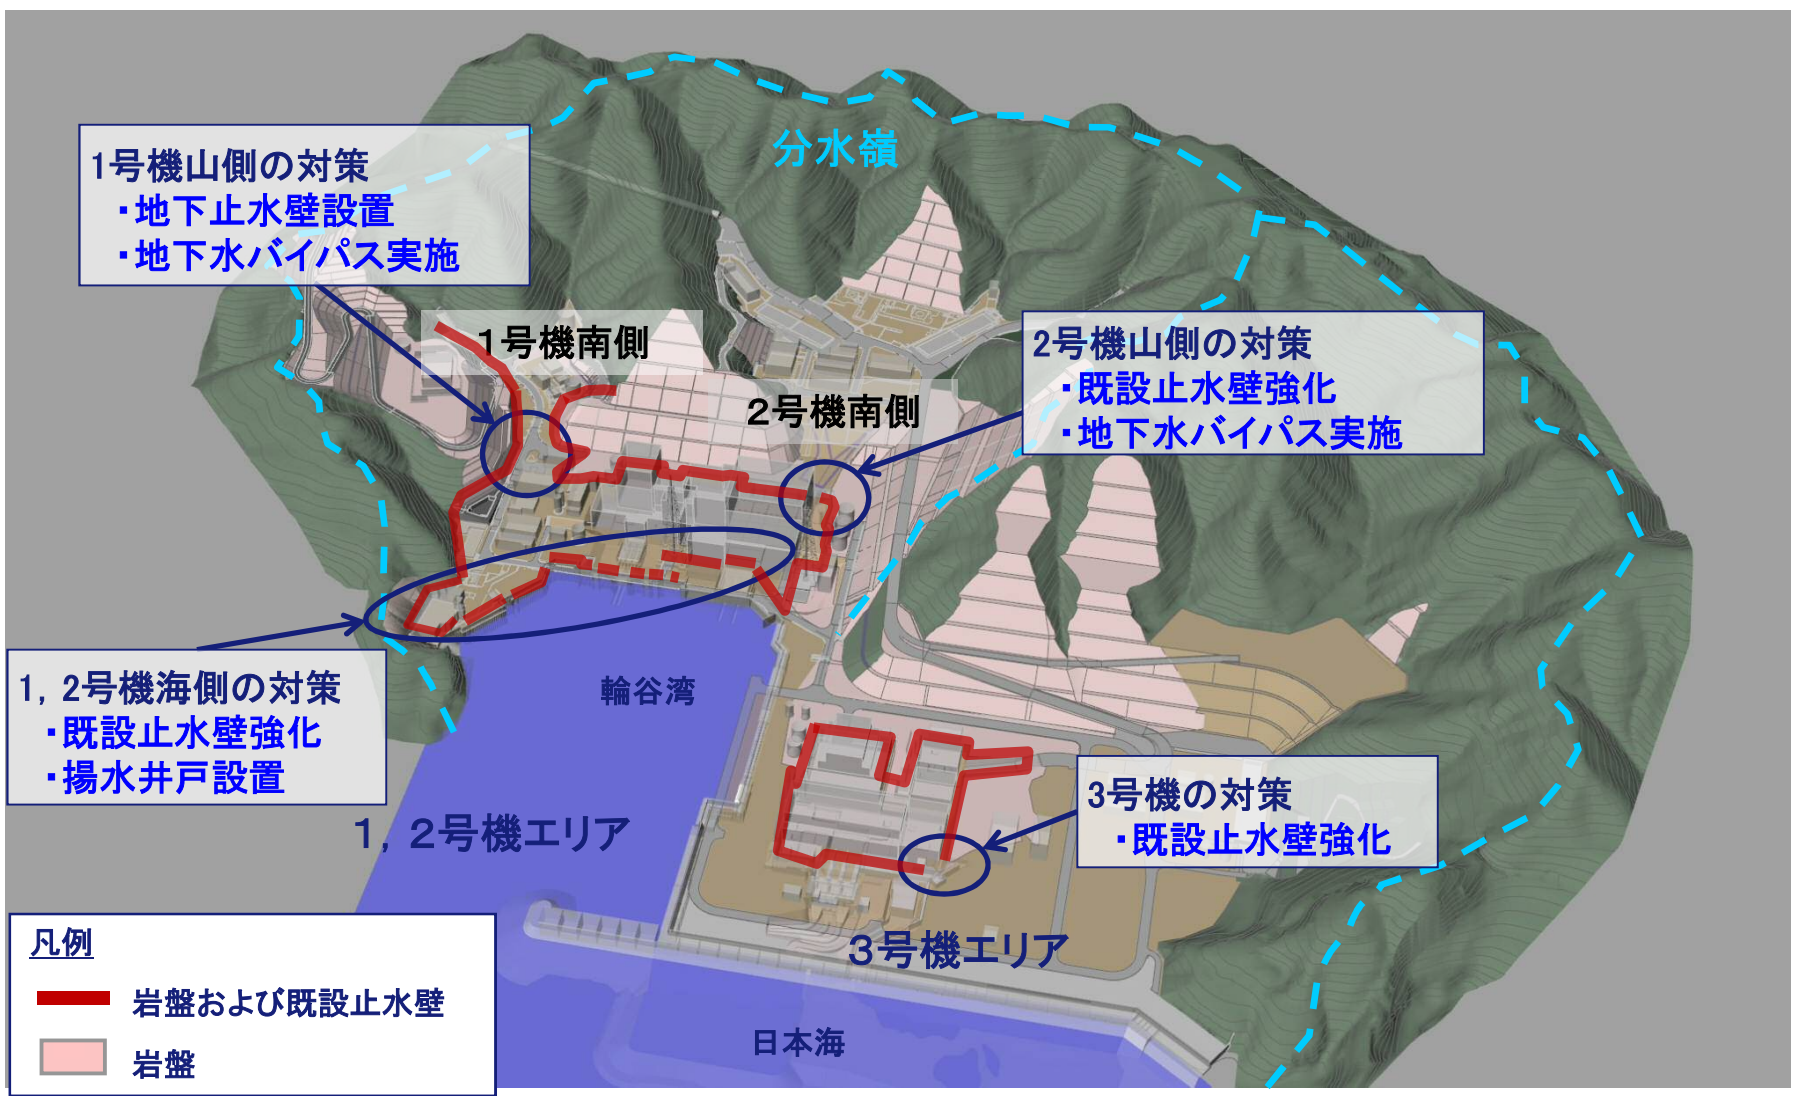 分水嶺
1号機山側の対策
・地下止水壁設置
・地下水バイパス実施
１号機南側
２号機南側
2号機山側の対策
・既設止水壁強化
・地下水バイパス実施
1，2号機海側の対策
・既設止水壁強化
・揚水井戸設置
輪谷湾
１，２号機エリア
3号機の対策
・既設止水壁強化
３号機エリア
日本海
凡例
岩盤および既設止水壁
岩盤